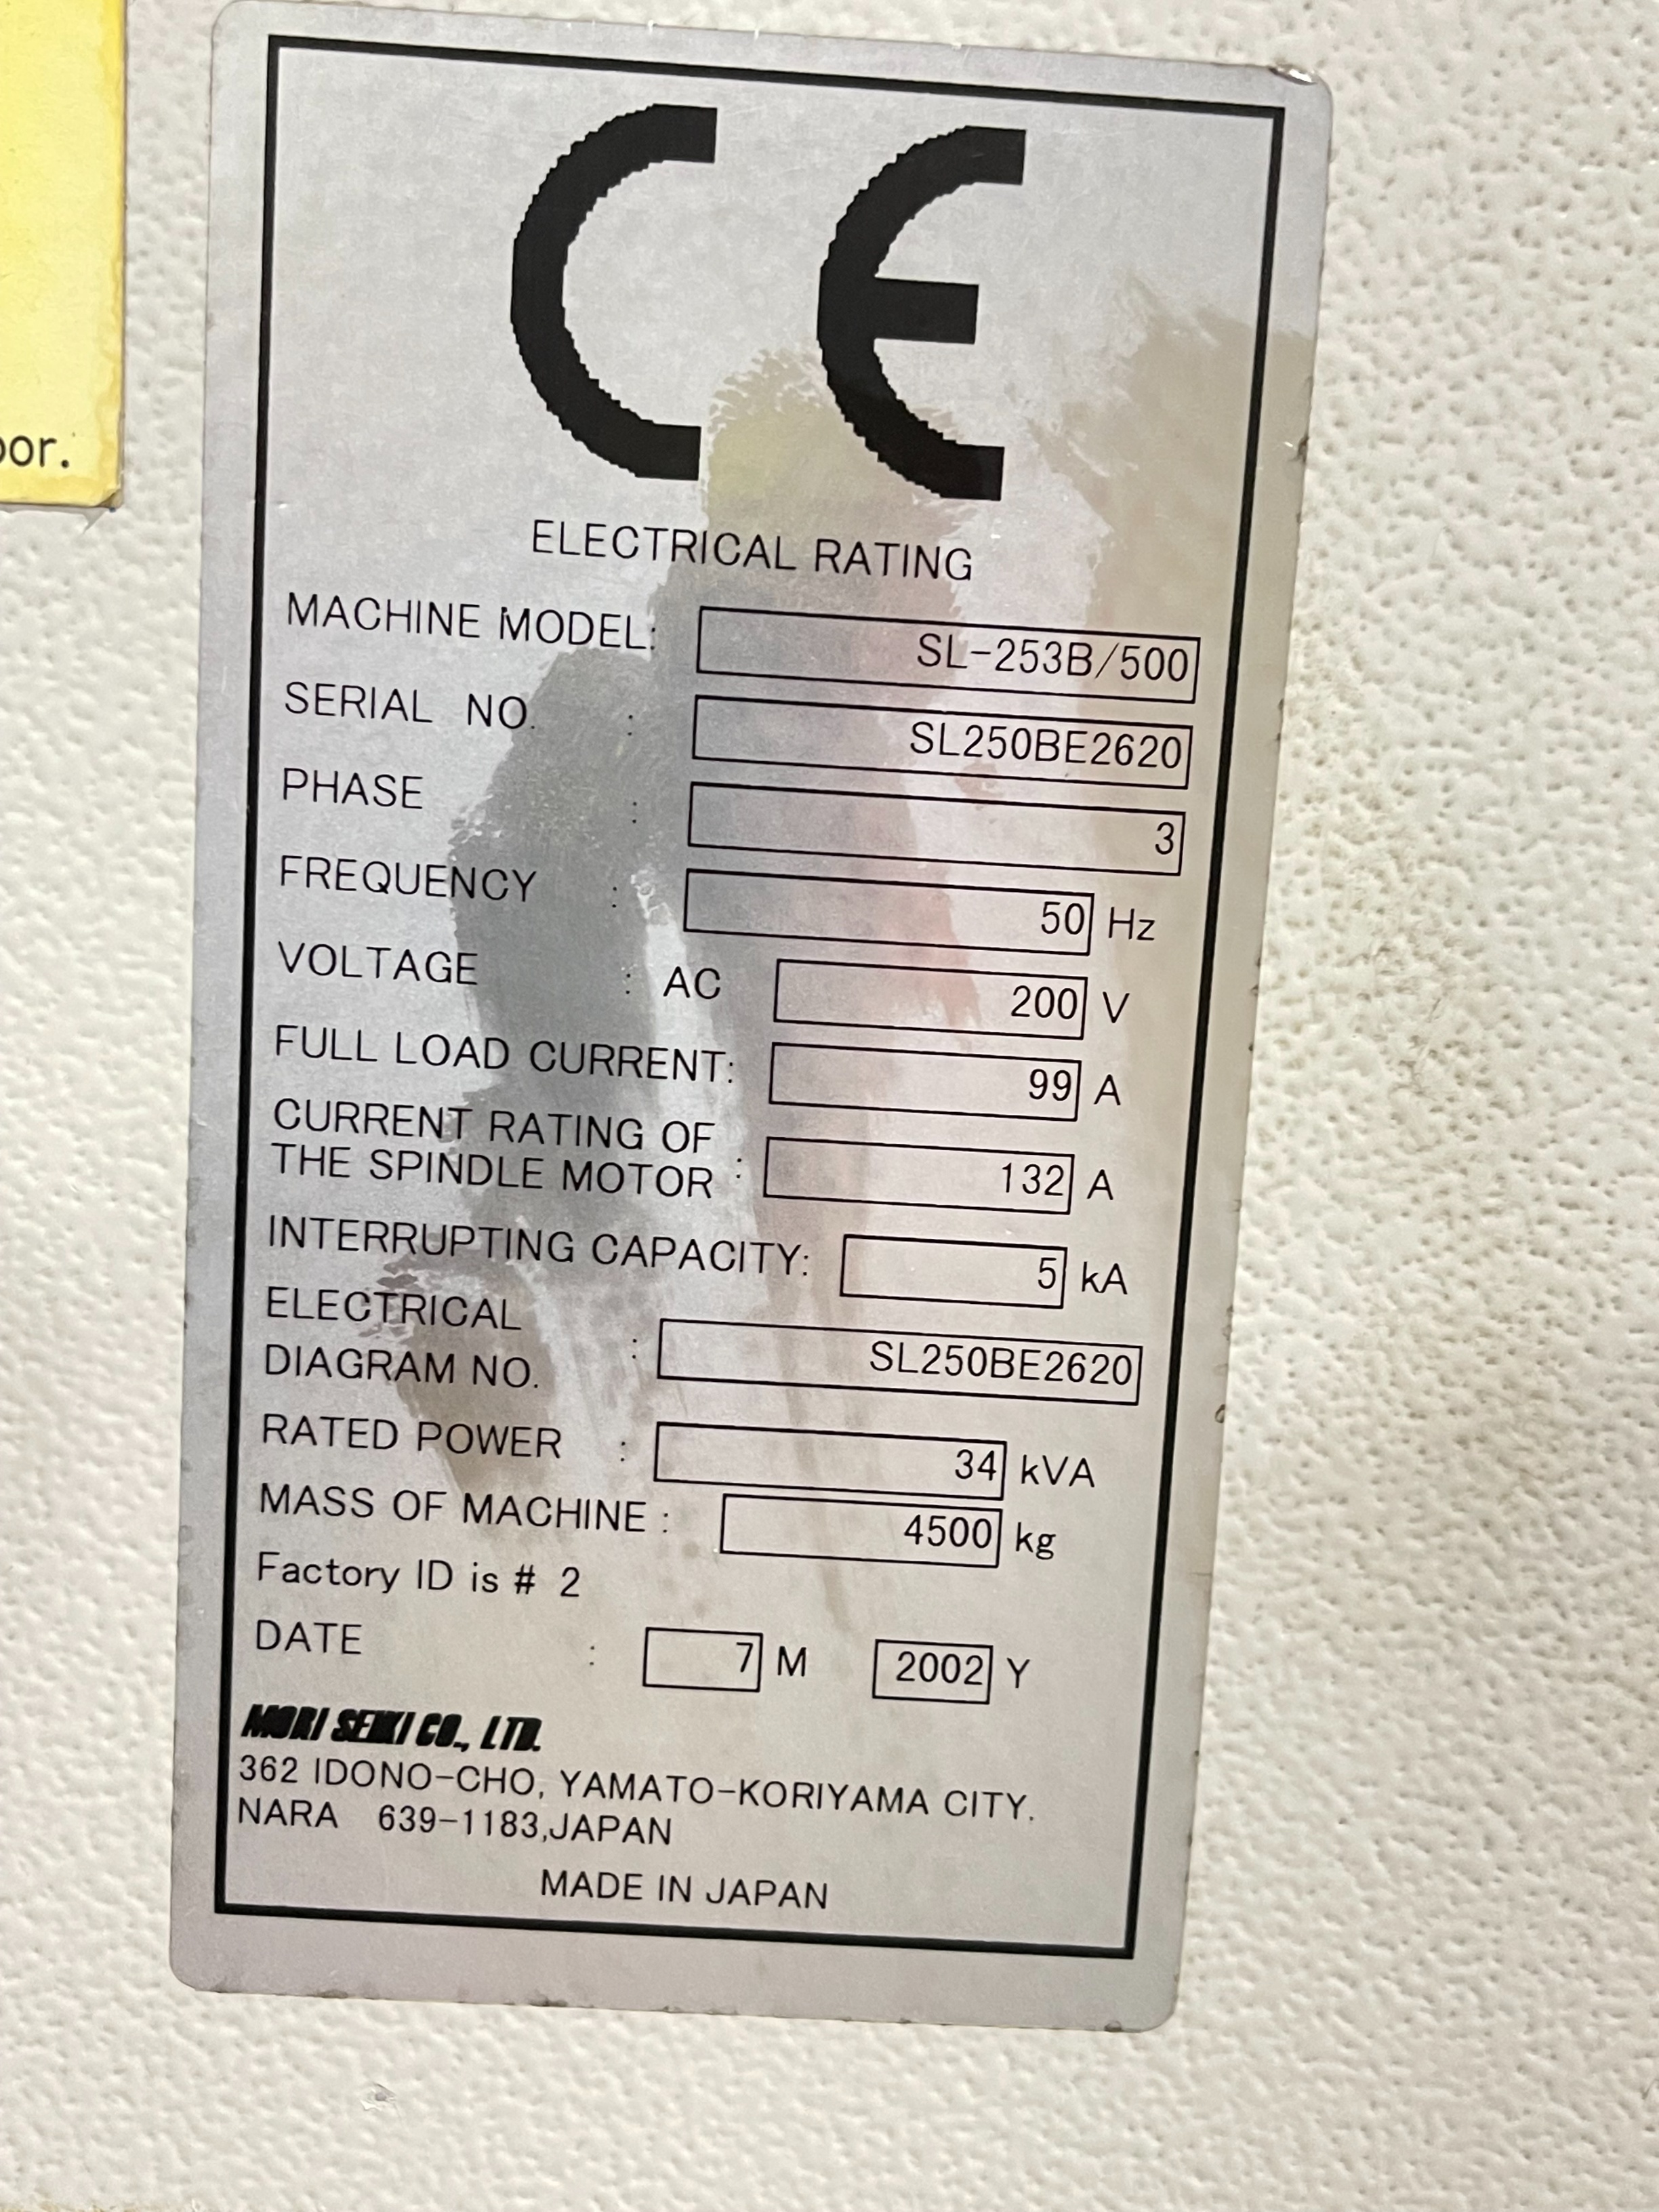 oor.
CE
ELECTRICAL RATING
MACHINE MODEL: SL-253B/500
SERIAL NO. : SL250BE2620
PHASE : 3
FREQUENCY : 50 Hz
VOLTAGE : AC 200 V
FULL LOAD CURRENT: 99 A
CURRENT RATING OF
THE SPINDLE MOTOR : 132 A
INTERRUPTING CAPACITY: 5 kA
ELECTRICAL
DIAGRAM NO. : SL250BE2620
RATED POWER : 34 kVA
MASS OF MACHINE : 4500 kg
Factory ID is # 2
DATE : 7 M 2002 Y
MORI SEIKI CO., LTD.
362 IDONO-CHO, YAMATO-KORIYAMA CITY.
NARA 639-1183,JAPAN
MADE IN JAPAN